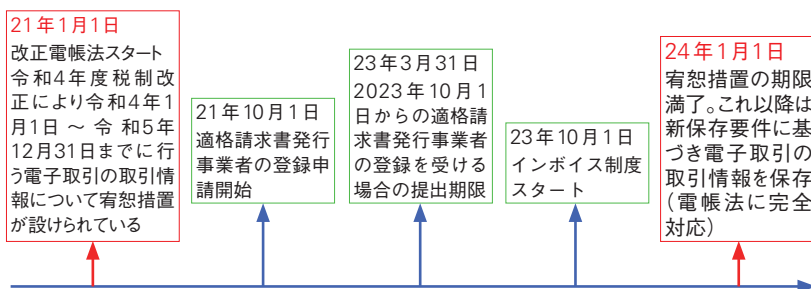 21年1月1日
改正電帳法スタート
令和4年度税制改
正により令和4年1
月1日～令和5年
12月31日までに行
う電子取引の取引情
報について宥恕措置
が設けられている
21年10月1日
適格請求書発行
事業者の登録申
請開始
23年3月31日
2023年10月1
日からの適格請
求書発行事業者
の登録を受ける
場合の提出期限
23年10月1日
インボイス制度
スタート
24年1月1日
宥恕措置の期限
満了。これ以降は
新保存要件に基
づき電子取引の
取引情報を保存
（電帳法に完全
対応）